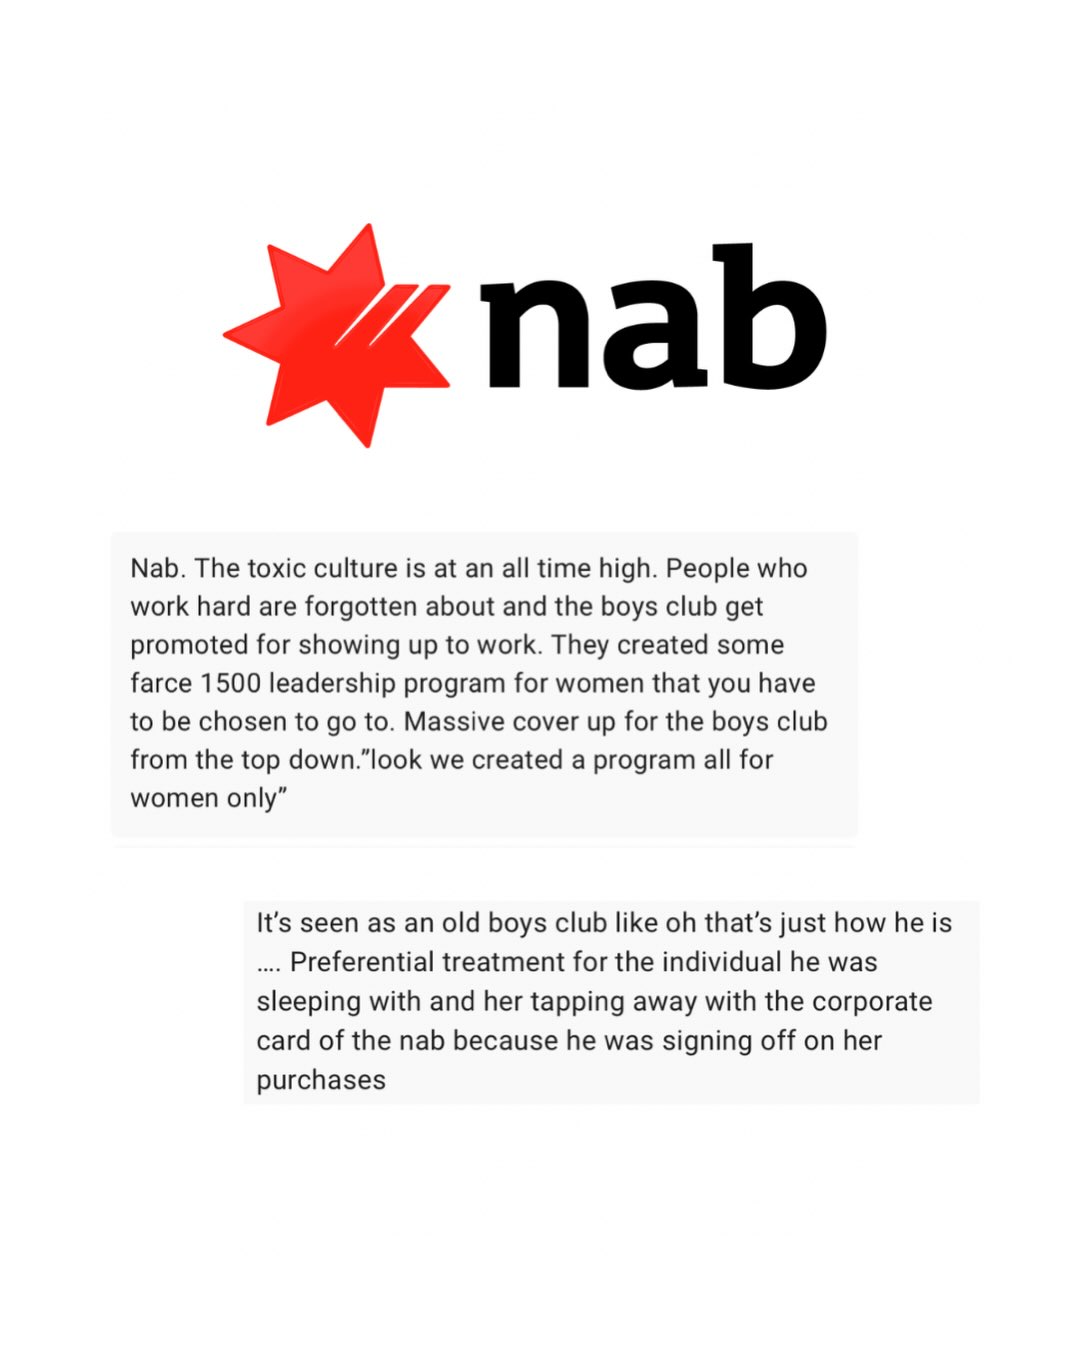 nab
Nab. The toxic culture is at an all time high. People who
work hard are forgotten about and the boys club get
promoted for showing up to work. They created some
farce 1500 leadership program for women that you have
to be chosen to go to. Massive cover up for the boys club
from the top down.”look we created a program all for
women only”
It’s seen as an old boys club like oh that’s just how he is
.... Preferential treatment for the individual he was
sleeping with and her tapping away with the corporate
card of the nab because he was signing off on her
purchases